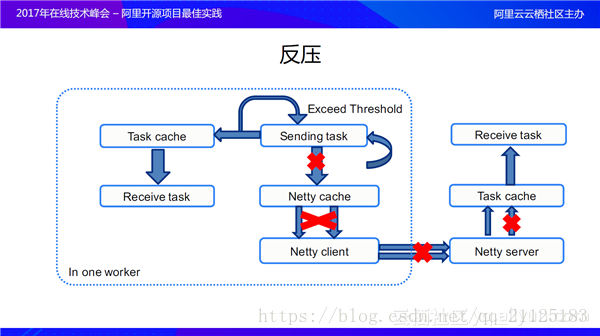 2017年在线技术峰会 – 阿里开源项目最佳实践
阿里云云栖社区主办
反压
Exceed Threshold
Task cache
Sending task
Receive task
Receive task
Netty cache
Task cache
Netty client
Netty server
In one worker
https://blog.csdn.net/qq_21125183